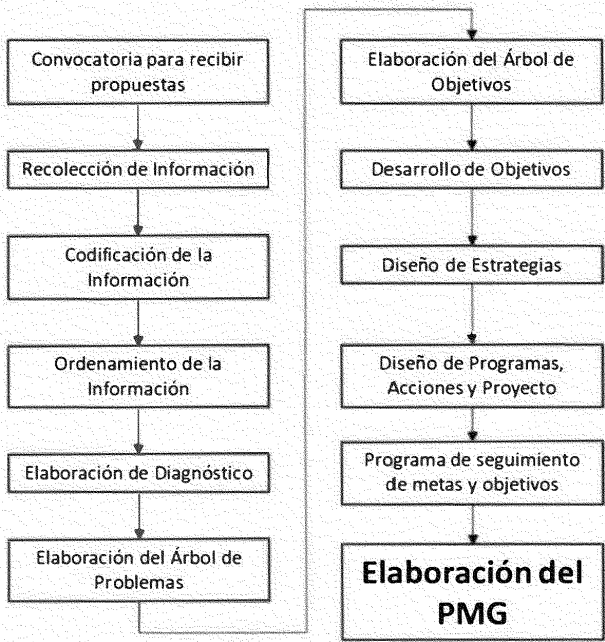 Convocatoria para recibir
propuestas
Recolección de Información
Codificación de la
Información
Ordenamiento de la
Información
Elaboración de Diagnóstico
Elaboración del Árbol de
Problemas
Elaboración del Árbol de
Objetivos
Desarrollo de Objetivos
Diseño de Estrategias
Diseño de Programas,
Acciones y Proyecto
Programa de seguimiento
de metas y objetivos
Elaboración del
PMG